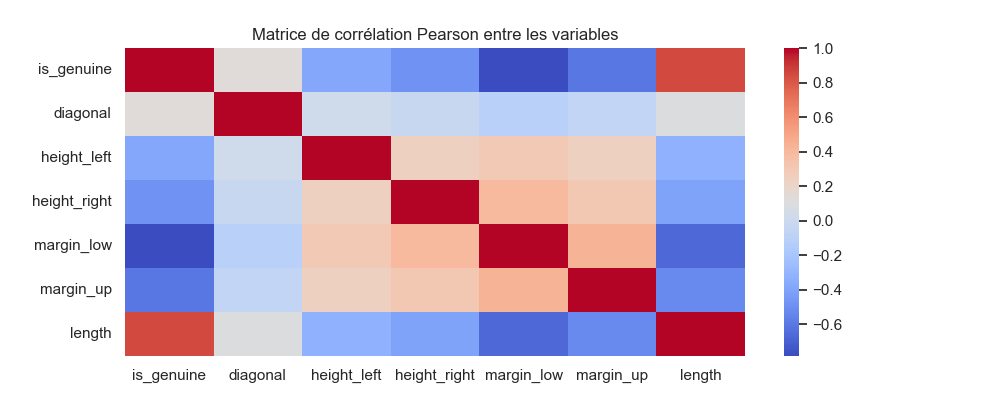 Matrice de corrélation Pearson entre les variables
is_genuine
diagonal
height_left
height_right
margin_low
margin_up
length
is_genuine diagonal height_left height_right margin_low margin_up length
1.0
0.8
0.6
0.4
0.2
0.0
−0.2
−0.4
−0.6